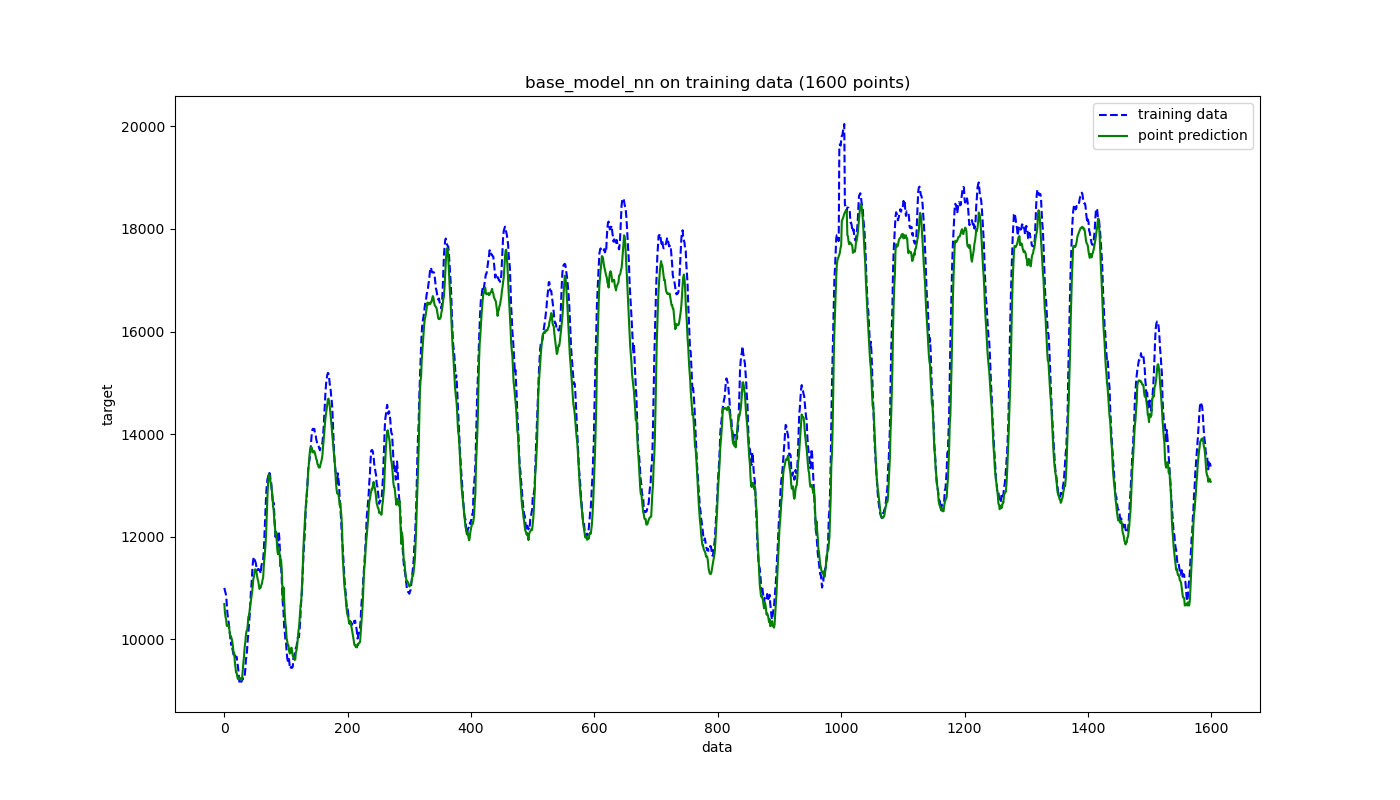 base_model_nn on training data (1600 points)
training data
point prediction
20000
18000
16000
14000
12000
10000
target
0 200 400 600 800 1000 1200 1400 1600
data